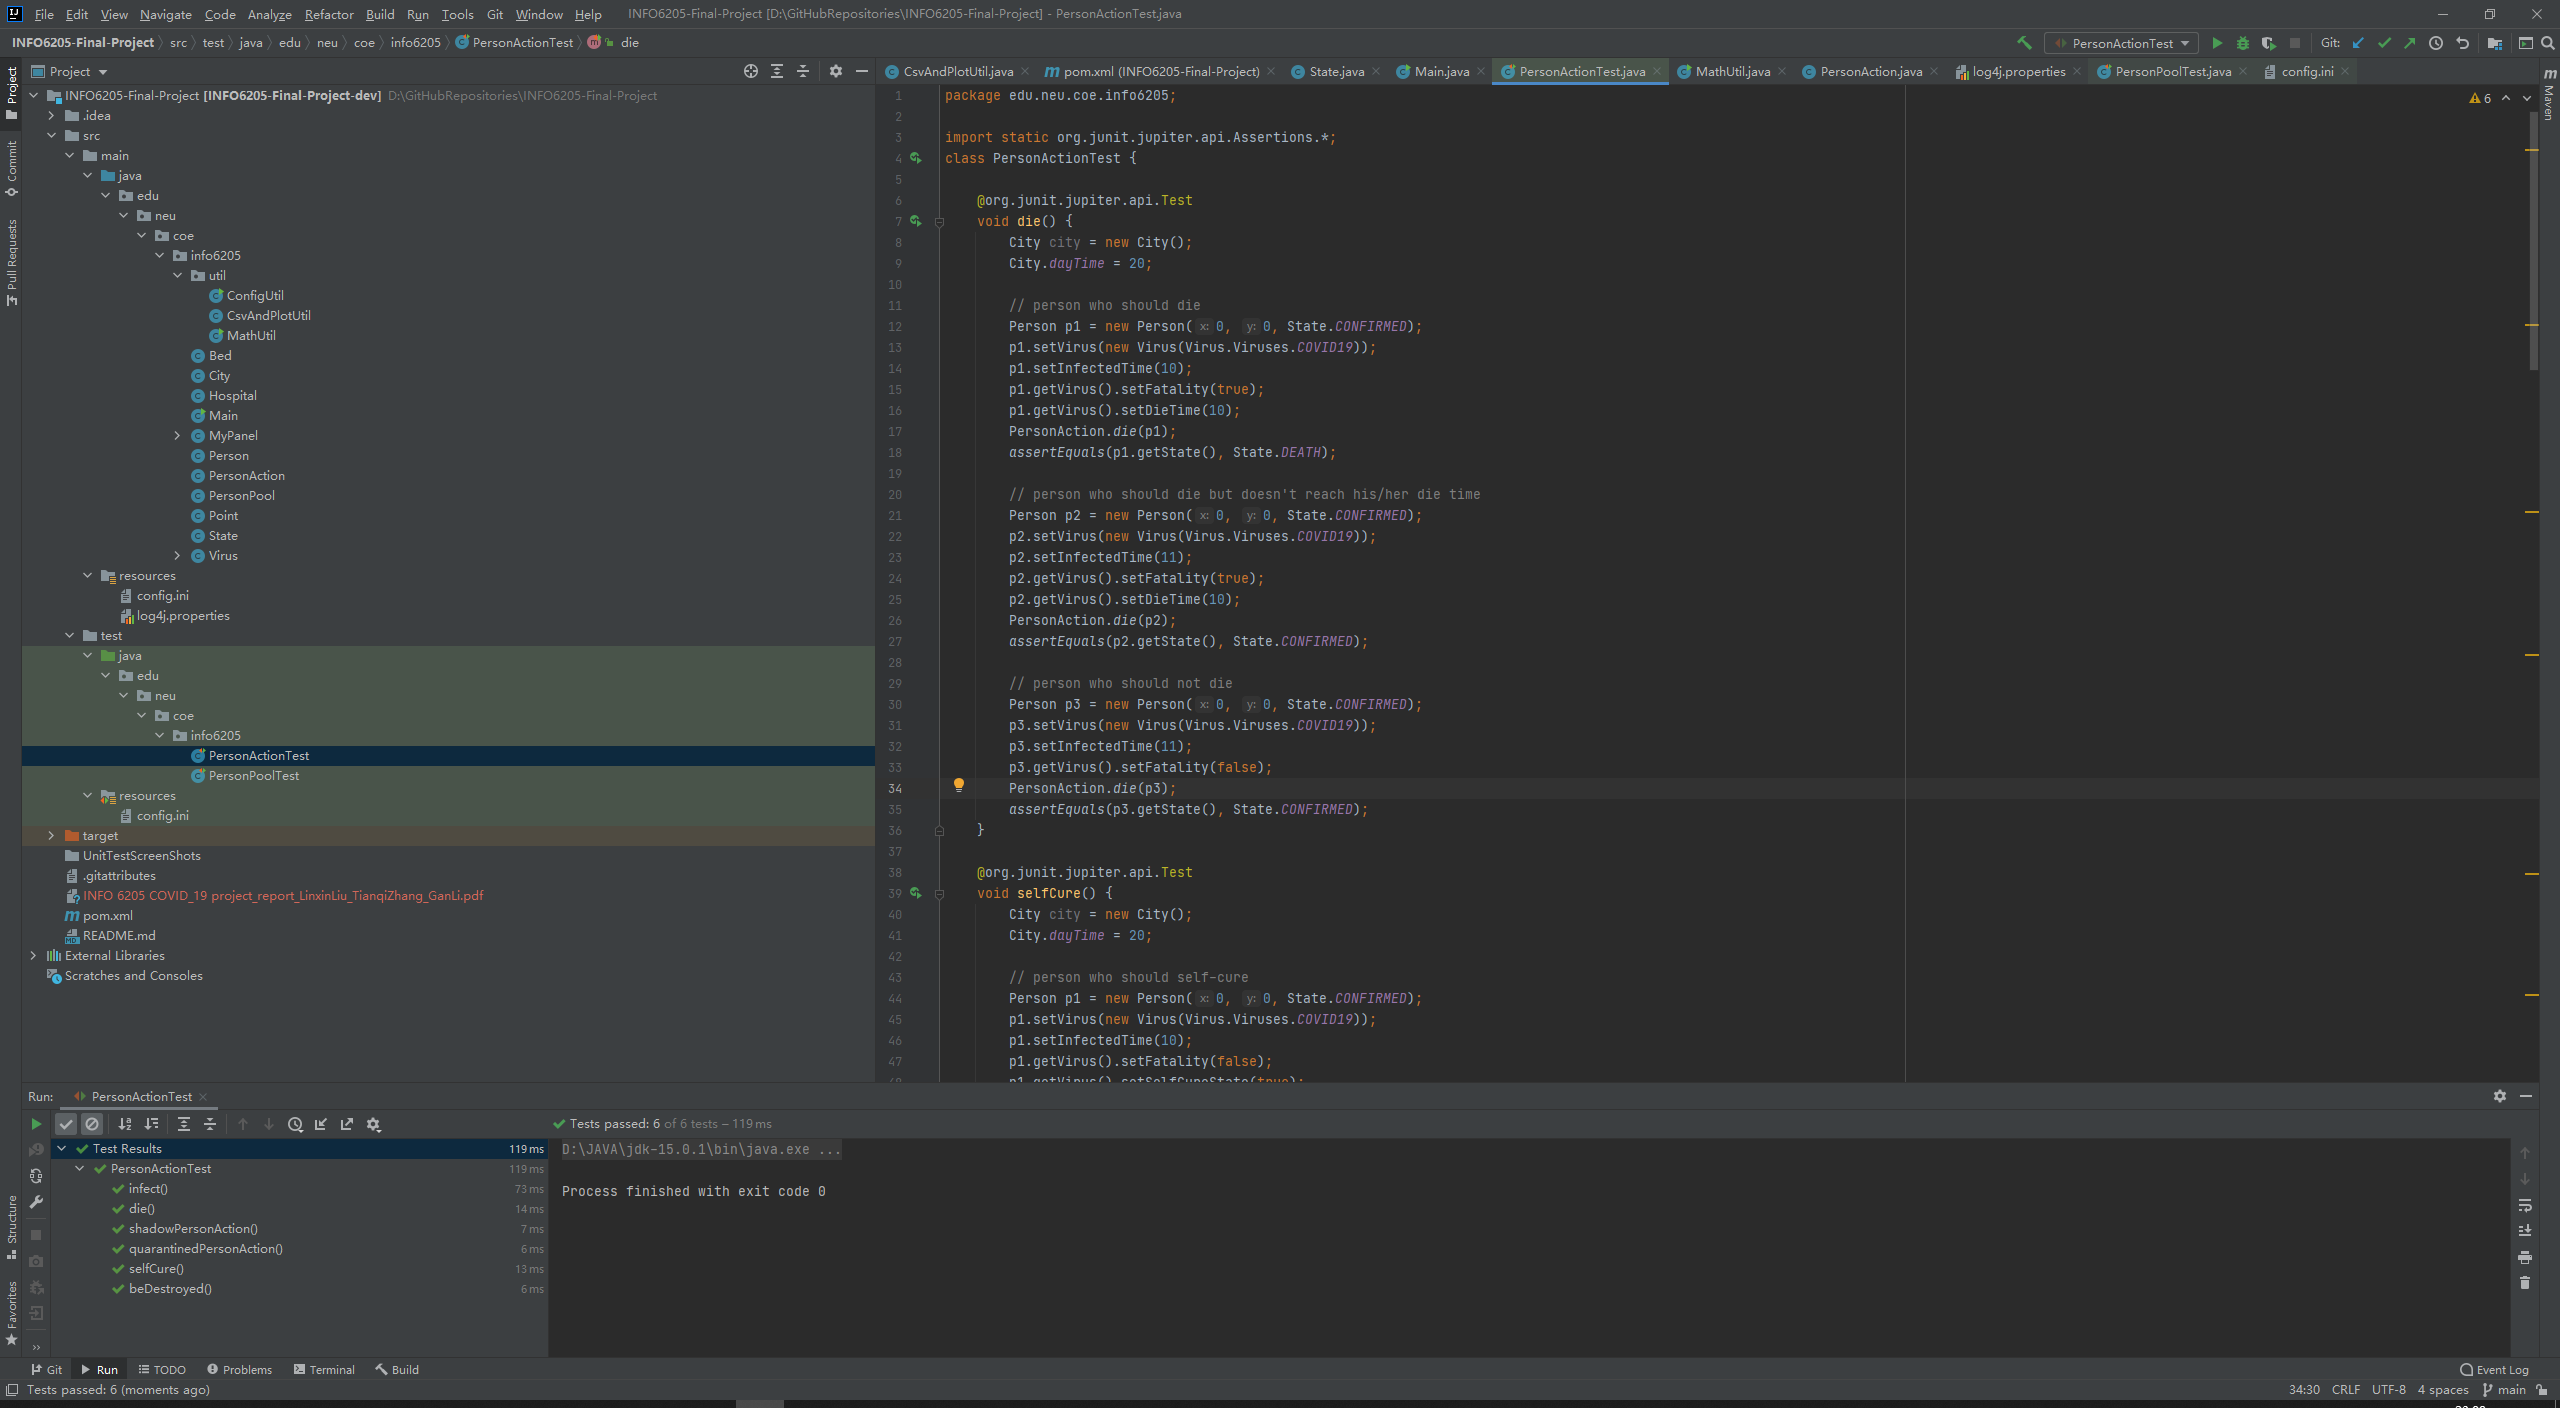 File Edit View Navigate Code Analyze Refactor Build Run Tools Git Window Help INFO6205-Final-Project [D:\GitHubRepositories\INFO6205-Final-Project] - PersonActionTest.java
INFO6205-Final-Project src test java edu neu coe info6205 PersonActionTest die
PersonActionTest Git:
Project
CsvAndPlotUtil.java pom.xml (INFO6205-Final-Project) State.java Main.java PersonActionTest.java MathUtil.java PersonAction.java log4j.properties PersonPoolTest.java config.ini
Project
Commit
Pull Requests
Structure
Favorites
Maven
INFO6205-Final-Project [INFO6205-Final-Project-dev] D:\GitHubRepositories\INFO6205-Final-Project
.idea
src
main
java
edu
neu
coe
info6205
util
ConfigUtil
CsvAndPlotUtil
MathUtil
Bed
City
Hospital
Main
MyPanel
Person
PersonAction
PersonPool
Point
State
Virus
resources
config.ini
log4j.properties
test
java
edu
neu
coe
info6205
PersonActionTest
PersonPoolTest
resources
config.ini
target
UnitTestScreenShots
.gitattributes
INFO 6205 COVID_19 project_report_LinxinLiu_TianqiZhang_GanLi.pdf
pom.xml
README.md
External Libraries
Scratches and Consoles
6
1 package edu.neu.coe.info6205;
2
3 import static org.junit.jupiter.api.Assertions.*;
4 class PersonActionTest {
5
6 @org.junit.jupiter.api.Test
7 void die() {
8 City city = new City();
9 City.dayTime = 20;
10
11 // person who should die
12 Person p1 = new Person( x: 0, y: 0, State.CONFIRMED);
13 p1.setVirus(new Virus(Virus.Viruses.COVID19));
14 p1.setInfectedTime(10);
15 p1.getVirus().setFatality(true);
16 p1.getVirus().setDieTime(10);
17 PersonAction.die(p1);
18 assertEquals(p1.getState(), State.DEATH);
19
20 // person who should die but doesn't reach his/her die time
21 Person p2 = new Person( x: 0, y: 0, State.CONFIRMED);
22 p2.setVirus(new Virus(Virus.Viruses.COVID19));
23 p2.setInfectedTime(11);
24 p2.getVirus().setFatality(true);
25 p2.getVirus().setDieTime(10);
26 PersonAction.die(p2);
27 assertEquals(p2.getState(), State.CONFIRMED);
28
29 // person who should not die
30 Person p3 = new Person( x: 0, y: 0, State.CONFIRMED);
31 p3.setVirus(new Virus(Virus.Viruses.COVID19));
32 p3.setInfectedTime(11);
33 p3.getVirus().setFatality(false);
34 PersonAction.die(p3);
35 assertEquals(p3.getState(), State.CONFIRMED);
36 }
37
38 @org.junit.jupiter.api.Test
39 void selfCure() {
40 City city = new City();
41 City.dayTime = 20;
42
43 // person who should self-cure
44 Person p1 = new Person( x: 0, y: 0, State.CONFIRMED);
45 p1.setVirus(new Virus(Virus.Viruses.COVID19));
46 p1.setInfectedTime(10);
47 p1.getVirus().setFatality(false);
48 p1.getVirus().setSelfCureState(true);
Run: PersonActionTest
Tests passed: 6 of 6 tests – 119 ms
Test Results 119 ms
PersonActionTest 119 ms
infect() 73 ms
die() 14 ms
shadowPersonAction() 7 ms
quarantinedPersonAction() 6 ms
selfCure() 13 ms
beDestroyed() 6 ms
D:\JAVA\jdk-15.0.1\bin\java.exe ...
Process finished with exit code 0
Git Run TODO Problems Terminal Build Event Log
Tests passed: 6 (moments ago) 34:30 CRLF UTF-8 4 spaces main